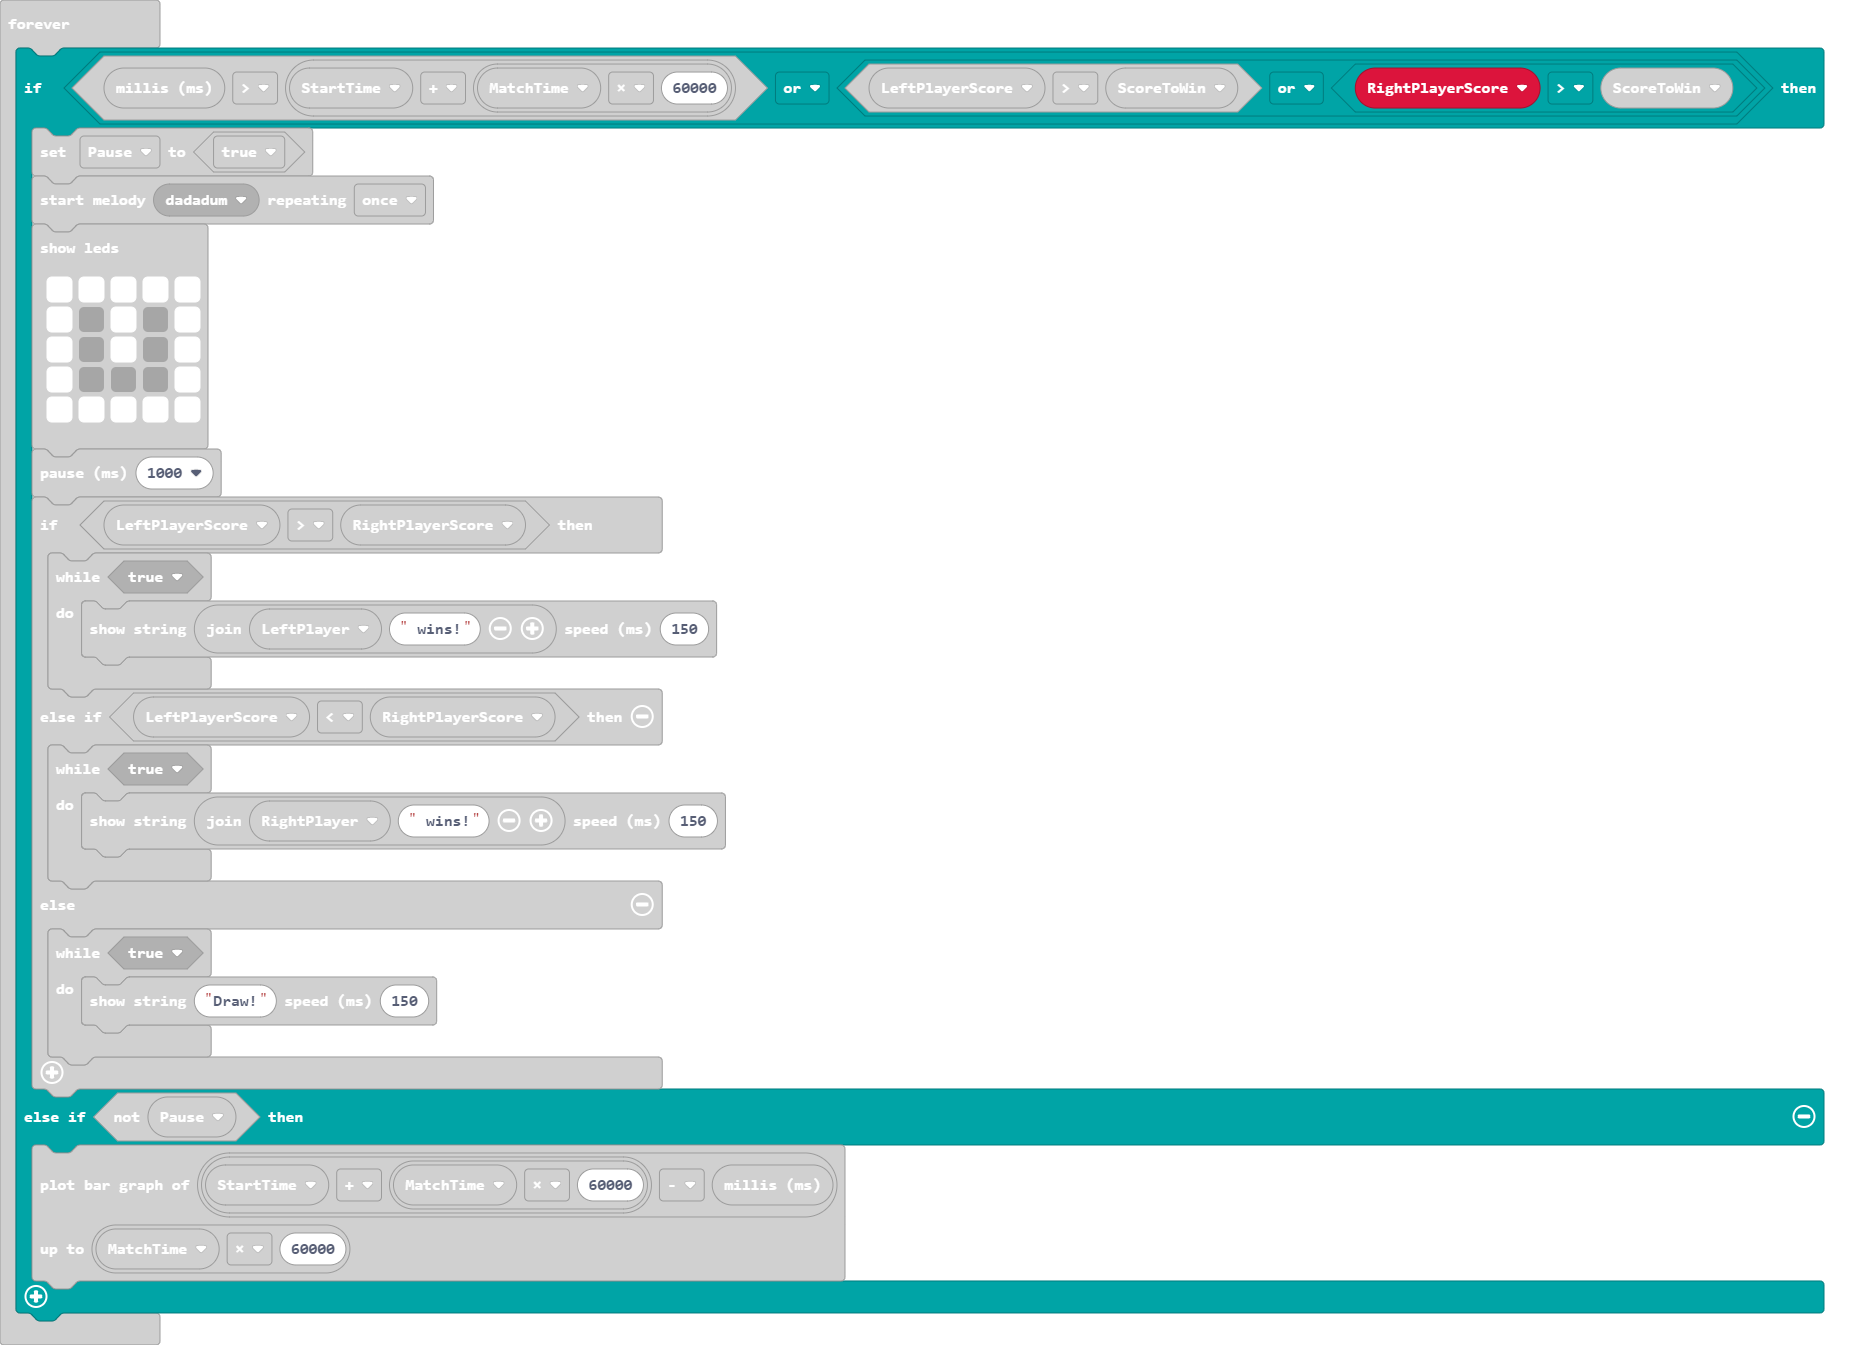 forever
if millis (ms) > StartTime + MatchTime × 60000 or LeftPlayerScore > ScoreToWin or RightPlayerScore > ScoreToWin then
set Pause to true
start melody dadadum repeating once
show leds
pause (ms) 1000
if LeftPlayerScore > RightPlayerScore then
while true
do show string join LeftPlayer " wins!" speed (ms) 150
else if LeftPlayerScore < RightPlayerScore then
while true
do show string join RightPlayer " wins!" speed (ms) 150
else
while true
do show string "Draw!" speed (ms) 150
else if not Pause then
plot bar graph of StartTime + MatchTime × 60000 - millis (ms)
up to MatchTime × 60000